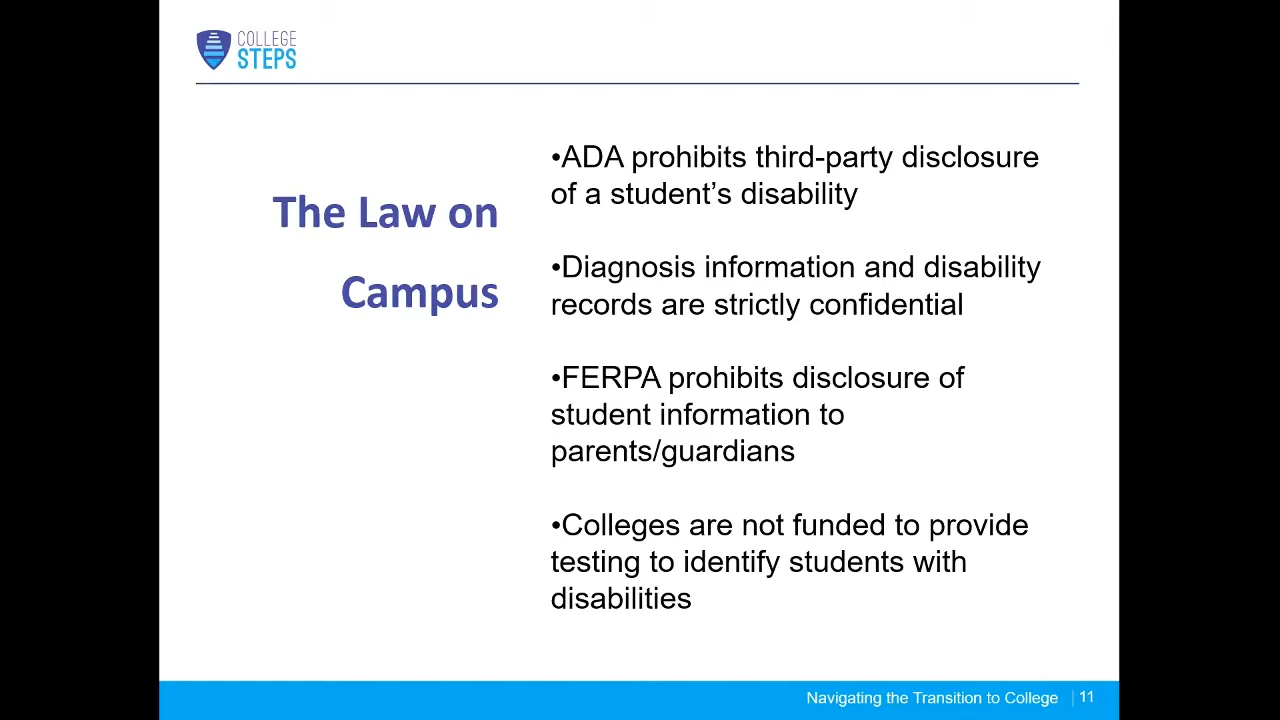 COLLEGE
STEPS
The Law on
Campus
•ADA prohibits third-party disclosure
of a student’s disability
•Diagnosis information and disability
records are strictly confidential
•FERPA prohibits disclosure of
student information to
parents/guardians
•Colleges are not funded to provide
testing to identify students with
disabilities
Navigating the Transition to College | 11